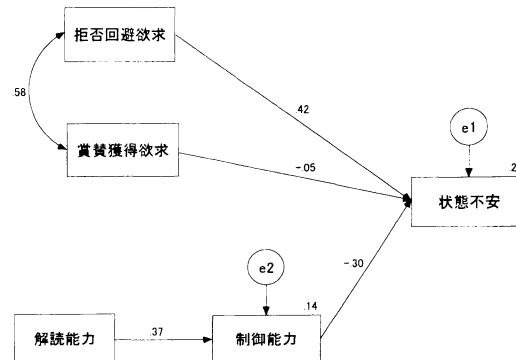 拒否回避欲求
.58
.42
賞賛獲得欲求
-.05
e1
状態不安
-.30
e2
.14
解読能力
.37
制御能力